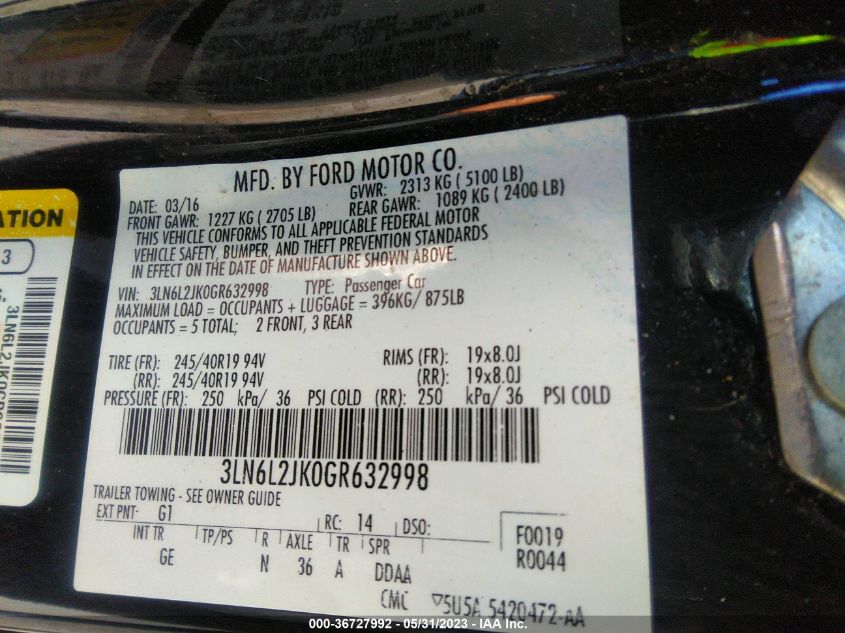 MFD. BY FORD MOTOR CO.
DATE: 03/16 GVWR: 2313 KG ( 5100 LB)
FRONT GAWR: 1227 KG ( 2705 LB) REAR GAWR: 1089 KG ( 2400 LB)
THIS VEHICLE CONFORMS TO ALL APPLICABLE FEDERAL MOTOR
VEHICLE SAFETY, BUMPER, AND THEFT PREVENTION STANDARDS
IN EFFECT ON THE DATE OF MANUFACTURE SHOWN ABOVE.
VIN: 3LN6L2JK0GR632998 TYPE: Passenger Car
MAXIMUM LOAD = OCCUPANTS + LUGGAGE = 396KG/ 875LB
OCCUPANTS = 5 TOTAL; 2 FRONT, 3 REAR
TIRE (FR): 245/40R19 94V RIMS (FR): 19x8.0J
(RR): 245/40R19 94V (RR): 19x8.0J
PRESSURE (FR): 250 kPa/ 36 PSI COLD (RR): 250 kPa/ 36 PSI COLD
3LN6L2JK0GR632998
TRAILER TOWING - SEE OWNER GUIDE
EXT PNT: G1 RC: 14 DSO: F0019
INT TR TP/PS R AXLE TR SPR R0044
GE N 36 A DDAA
CMC ▽5U5A 5420472-AA
3
000-36727992 - 05/31/2023 - IAA Inc.